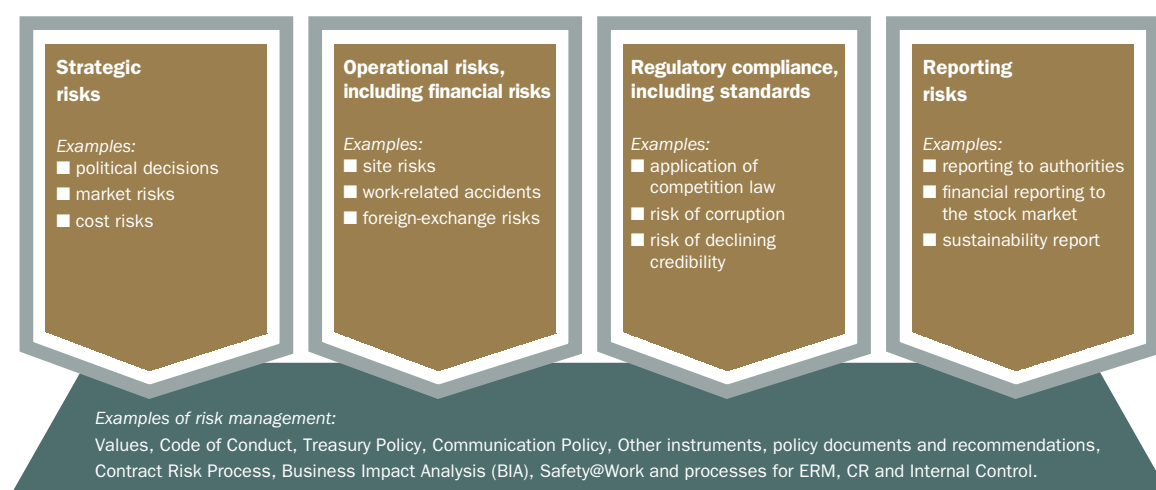 Strategic
risks
Examples:
political decisions
market risks
cost risks
Operational risks,
including financial risks
Examples:
site risks
work-related accidents
foreign-exchange risks
Regulatory compliance,
including standards
Examples:
application of
competition law
risk of corruption
risk of declining
credibility
Reporting
risks
Examples:
reporting to authorities
financial reporting to
the stock market
sustainability report
Examples of risk management:
Values, Code of Conduct, Treasury Policy, Communication Policy, Other instruments, policy documents and recommendations,
Contract Risk Process, Business Impact Analysis (BIA), Safety@Work and processes for ERM, CR and Internal Control.